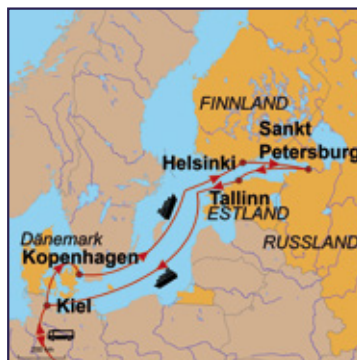 FINNLAND
Sankt
Petersburg
Helsinki
Tallinn
ESTLAND
Dänemark
Kopenhagen
RUSSLAND
Kiel